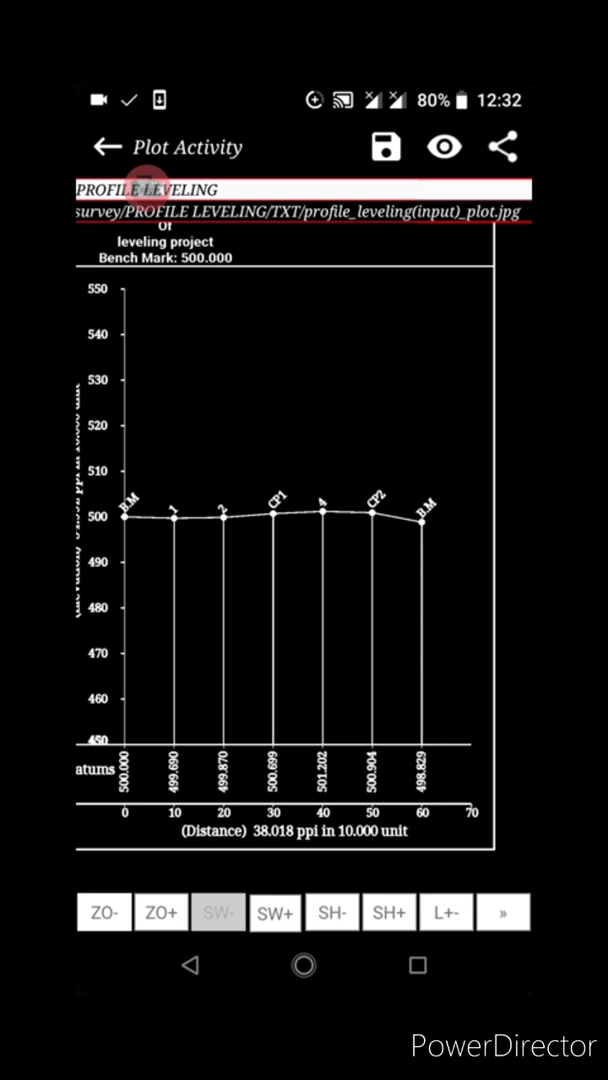 80% 12:32
Plot Activity
PROFILE LEVELING
survey/PROFILE LEVELING/TXT/profile_leveling(input)_plot.jpg
Of
leveling project
Bench Mark: 500.000
550
540
530
520
510
500
490
480
470
460
450
B.M 1 2 CP1 4 CP2 B.M
atums 500.000 499.690 499.870 500.699 501.202 500.904 498.829
0 10 20 30 40 50 60 70
(Distance) 38.018 ppi in 10.000 unit
ZO- ZO+ SW- SW+ SH- SH+ L+- »
PowerDirector